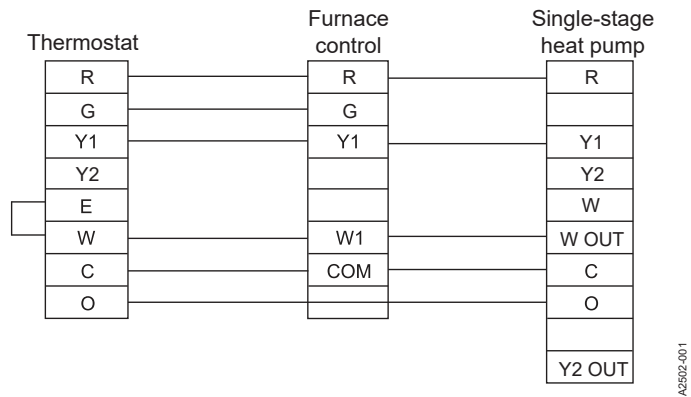 Thermostat
R
G
Y1
Y2
E
W
C
O
Furnace
control
R
G
Y1
W1
COM
Single-stage
heat pump
R
Y1
Y2
W
W OUT
C
O
Y2 OUT
A2502-001